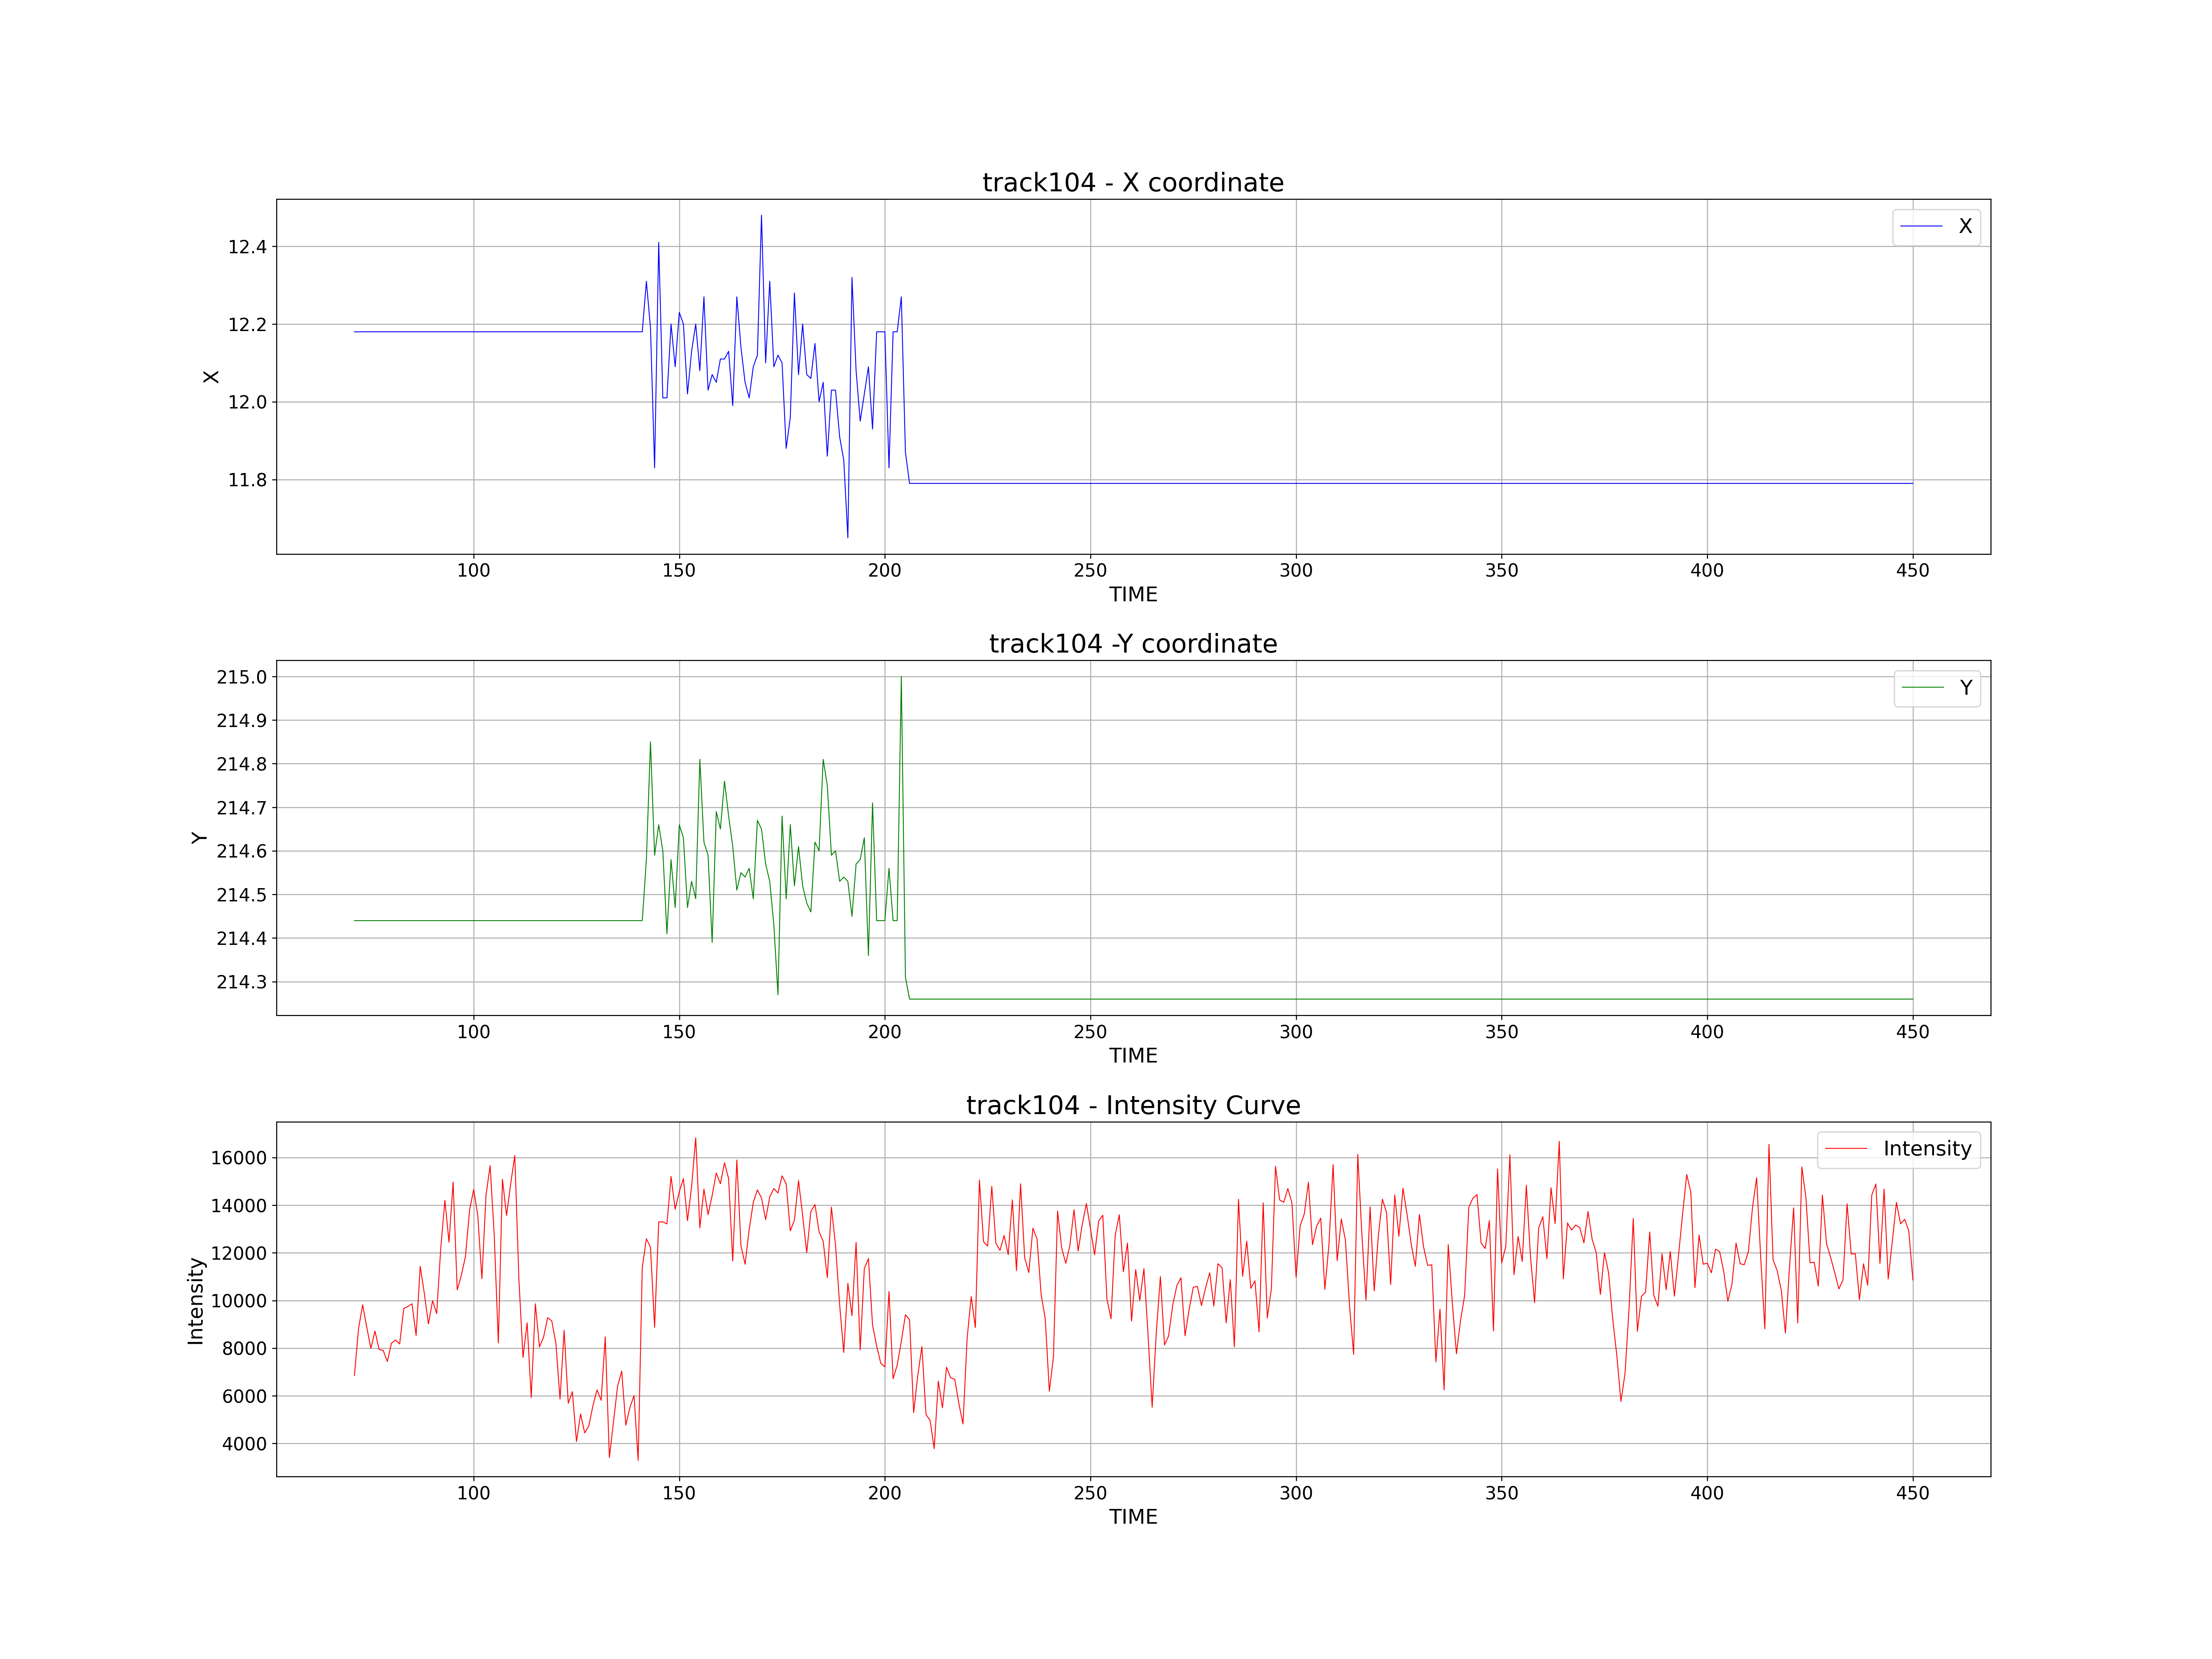 track104 - X coordinate
X
12.4
12.2
12.0
11.8
X
100 150 200 250 300 350 400 450
TIME
track104 -Y coordinate
Y
215.0
214.9
214.8
214.7
214.6
214.5
214.4
214.3
Y
100 150 200 250 300 350 400 450
TIME
track104 - Intensity Curve
Intensity
16000
14000
12000
10000
8000
6000
4000
Intensity
100 150 200 250 300 350 400 450
TIME